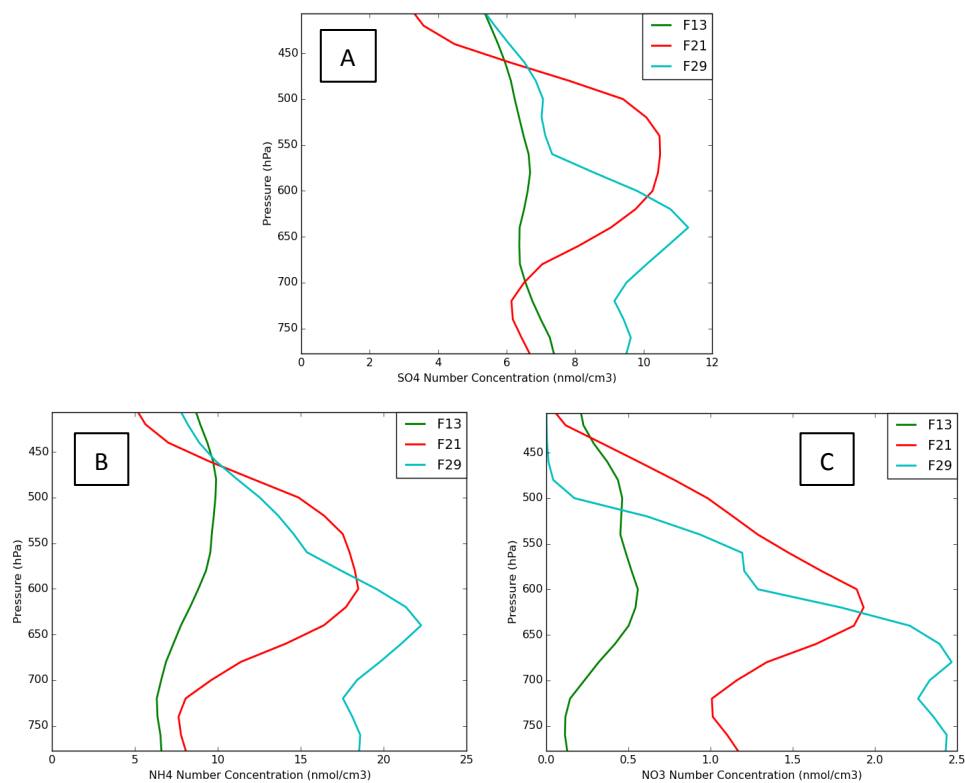 A
F13
F21
F29
450
500
550
600
650
700
750
Pressure (hPa)
0 2 4 6 8 10 12
SO4 Number Concentration (nmol/cm3)
B
F13
F21
F29
450
500
550
600
650
700
750
Pressure (hPa)
0 5 10 15 20 25
NH4 Number Concentration (nmol/cm3)
C
F13
F21
F29
450
500
550
600
650
700
750
Pressure (hPa)
0.0 0.5 1.0 1.5 2.0 2.5
NO3 Number Concentration (nmol/cm3)